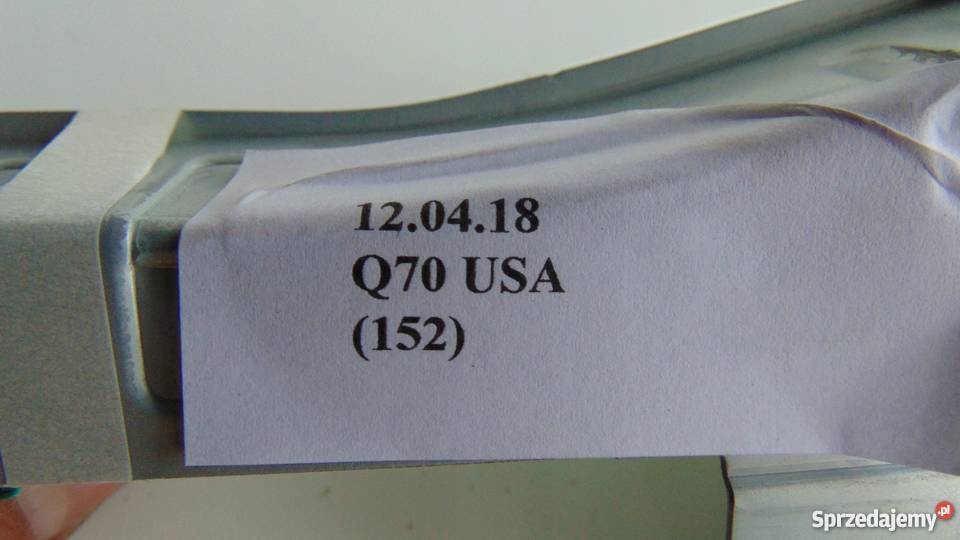 12.04.18
Q70 USA
(152)
Sprzedajemy.pl